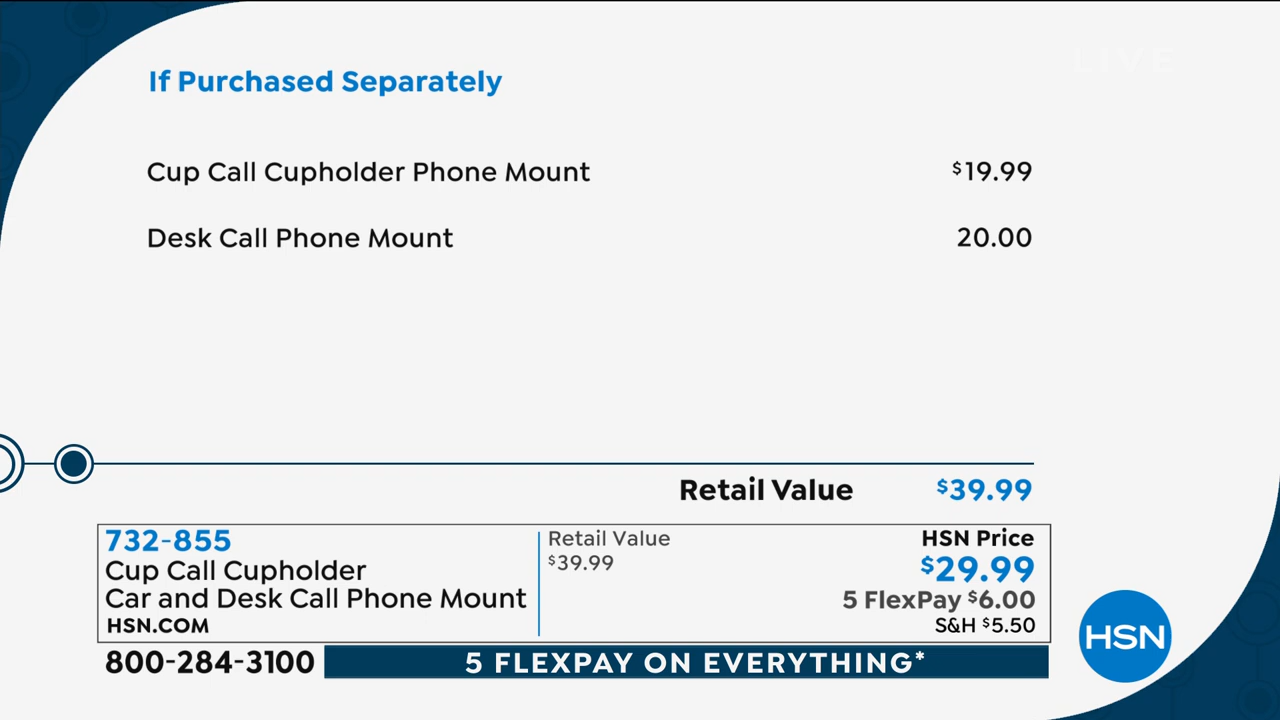 LIVE
If Purchased Separately
Cup Call Cupholder Phone Mount $19.99
Desk Call Phone Mount 20.00
Retail Value $39.99
732-855
Cup Call Cupholder
Car and Desk Call Phone Mount
HSN.COM
Retail Value
$39.99
HSN Price
$29.99
5 FlexPay $6.00
S&H $5.50
HSN
800-284-3100
5 FLEXPAY ON EVERYTHING*